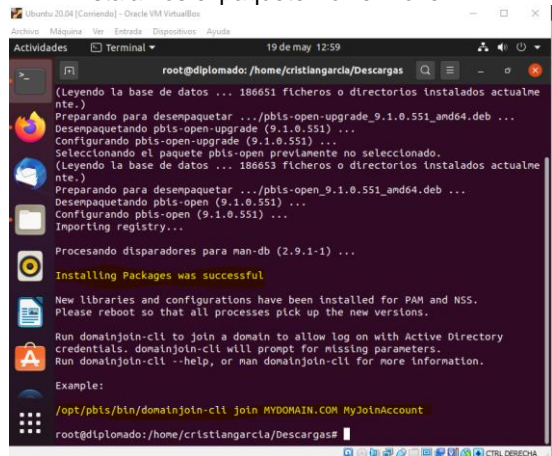 Ubuntu 20.04 [Corriendo] - Oracle VM VirtualBox
Archivo Máquina Ver Entrada Dispositivos Ayuda
Actividades Terminal 19 de may 12:59
root@diplomado: /home/cristiangarcia/Descargas
(Leyendo la base de datos ... 186651 ficheros o directorios instalados actualme
nte.)
Preparando para desempaquetar .../pbis-open-upgrade_9.1.0.551_amd64.deb ...
Desempaquetando pbis-open-upgrade (9.1.0.551) ...
Configurando pbis-open-upgrade (9.1.0.551) ...
Seleccionando el paquete pbis-open previamente no seleccionado.
(Leyendo la base de datos ... 186653 ficheros o directorios instalados actualme
nte.)
Preparando para desempaquetar .../pbis-open_9.1.0.551_amd64.deb ...
Desempaquetando pbis-open (9.1.0.551) ...
Configurando pbis-open (9.1.0.551) ...
Importing registry...
Procesando disparadores para man-db (2.9.1-1) ...
Installing Packages was successful
New libraries and configurations have been installed for PAM and NSS.
Please reboot so that all processes pick up the new versions.
Run domainjoin-cli to join a domain to allow log on with Active Directory
credentials. domainjoin-cli will prompt for missing parameters.
Run domainjoin-cli --help, or man domainjoin-cli for more information.
Example:
/opt/pbis/bin/domainjoin-cli join MYDOMAIN.COM MyJoinAccount
root@diplomado:/home/cristiangarcia/Descargas#
CTRL DERECHA